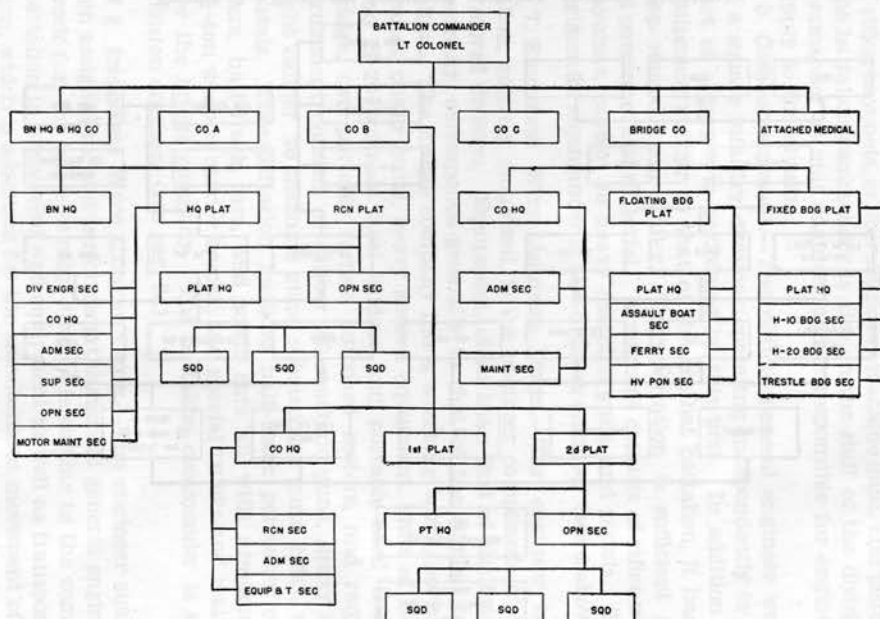 BATTALION COMMANDER
LT COLONEL
BN HQ & HQ CO
CO A
CO B
CO C
BRIDGE CO
ATTACHED MEDICAL
BN HQ
HQ PLAT
RCN PLAT
CO HQ
FLOATING BDG
PLAT
FIXED BDG PLAT
DIV ENGR SEC
CO HQ
ADM SEC
SUP SEC
OPN SEC
MOTOR MAINT SEC
PLAT HQ
OPN SEC
SQD
SQD
SQD
ADM SEC
MAINT SEC
PLAT HQ
ASSAULT BOAT
SEC
FERRY SEC
HV PON SEC
PLAT HQ
H-10 BDG SEC
H-20 BDG SEC
TRESTLE BDG SEC
CO HQ
1st PLAT
2d PLAT
RCN SEC
ADM SEC
EQUIP & T SEC
PT HQ
OPN SEC
SQD
SQD
SQD